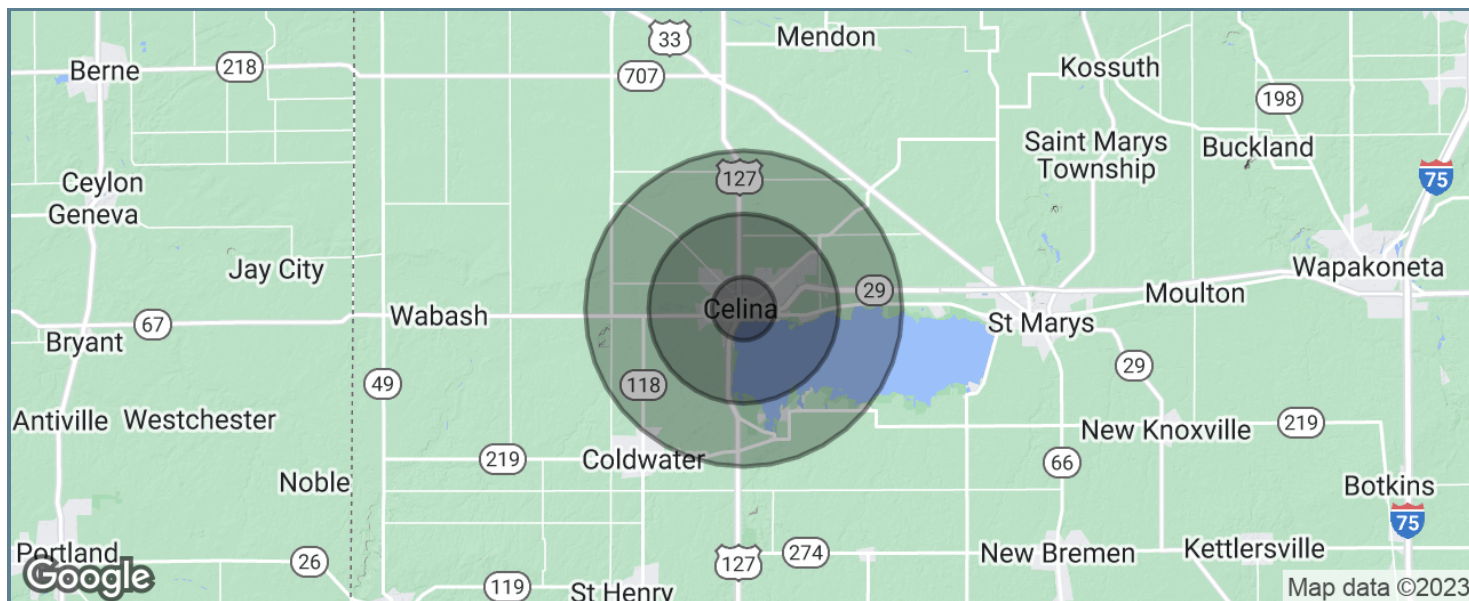 33
Mendon
Berne
218
707
Kossuth
198
Saint Marys
Township
Buckland
127
75
Ceylon
Geneva
Jay City
Wapakoneta
29
Moulton
Celina
Wabash
67
St Marys
Bryant
29
49
118
Antiville
Westchester
New Knoxville
219
219
Coldwater
66
Noble
Botkins
75
Portland
26
127
274
New Bremen
Kettlersville
119
St Henry
Google
Map data ©2023